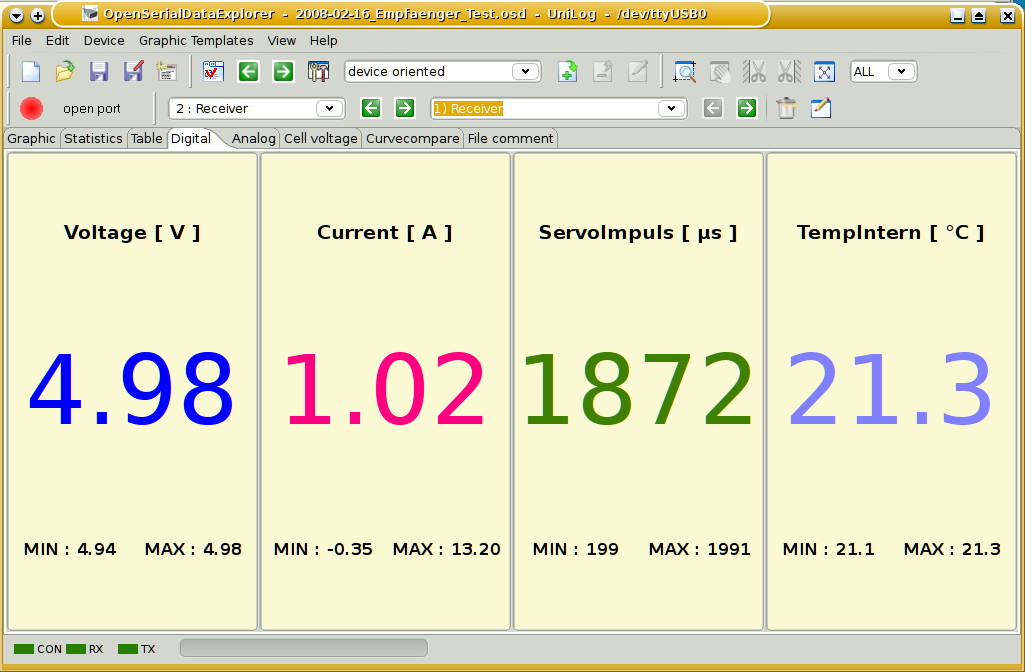 OpenSerialDataExplorer - 2008-02-16_Empfaenger_Test.osd - UniLog - /dev/ttyUSB0
File Edit Device Graphic Templates View Help
device oriented ALL
open port 2 : Receiver 1) Receiver
Graphic Statistics Table Digital Analog Cell voltage Curvecompare File comment
Voltage [ V ] Current [ A ] ServoImpuls [ µs ] TempIntern [ °C ]
4.98 1.02 1872 21.3
MIN : 4.94 MAX : 4.98 MIN : -0.35 MAX : 13.20 MIN : 199 MAX : 1991 MIN : 21.1 MAX : 21.3
CON RX TX